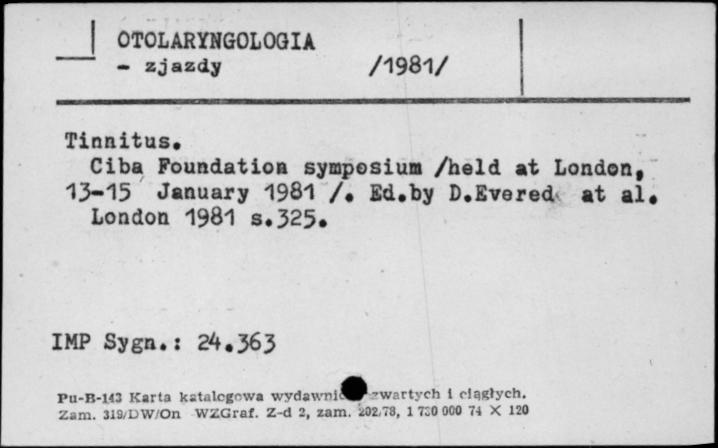 OTOLARYNGOLOGIA
- zjazdy /1981/
Tinnitus.
Ciba Foundation symposium /held at London,
13-15 January 1981 /. Ed.by D.Evered at al.
London 1981 s.325.
IMP Sygn.: 24.363
Pu-B-143 Karta katalogowa zwartych i ciągłych.
Zam. 319/DW/On WZGraf. Z-d 2, zam. 202/78, 1 730 000 74 X 120